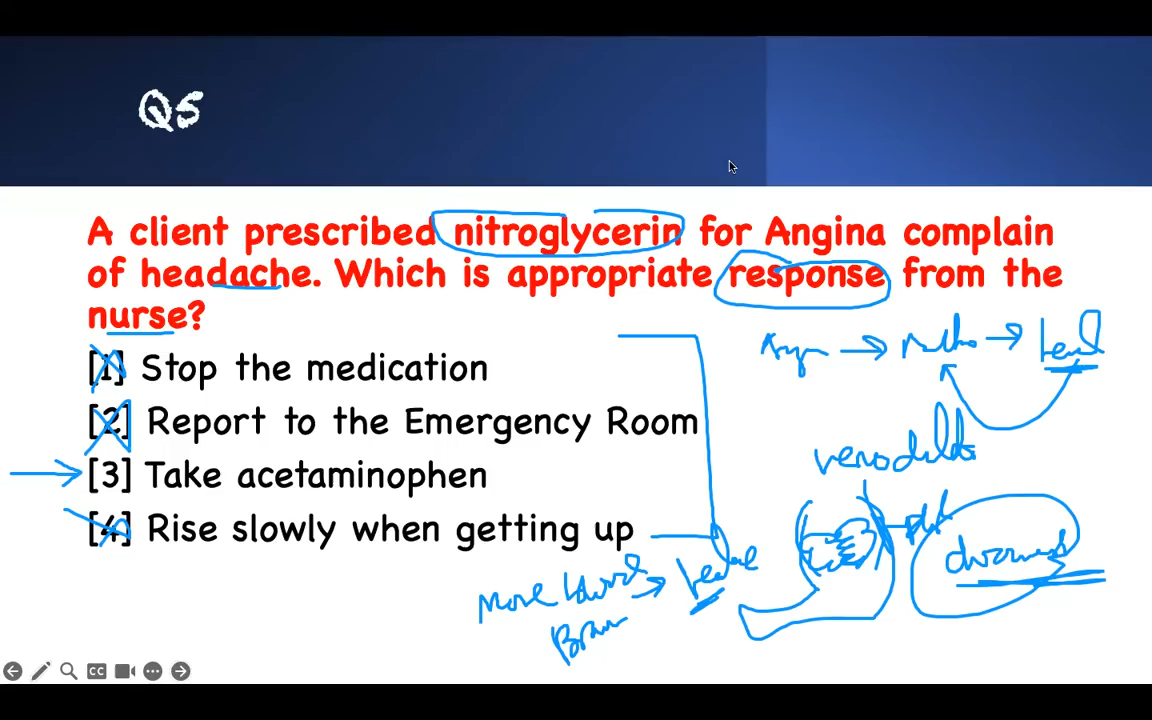 Q5
A client prescribed nitroglycerin for Angina complain
of headache. Which is appropriate response from the
nurse?
[1] Stop the medication
[2] Report to the Emergency Room
[3] Take acetaminophen
[4] Rise slowly when getting up
More blood
Brain
CC